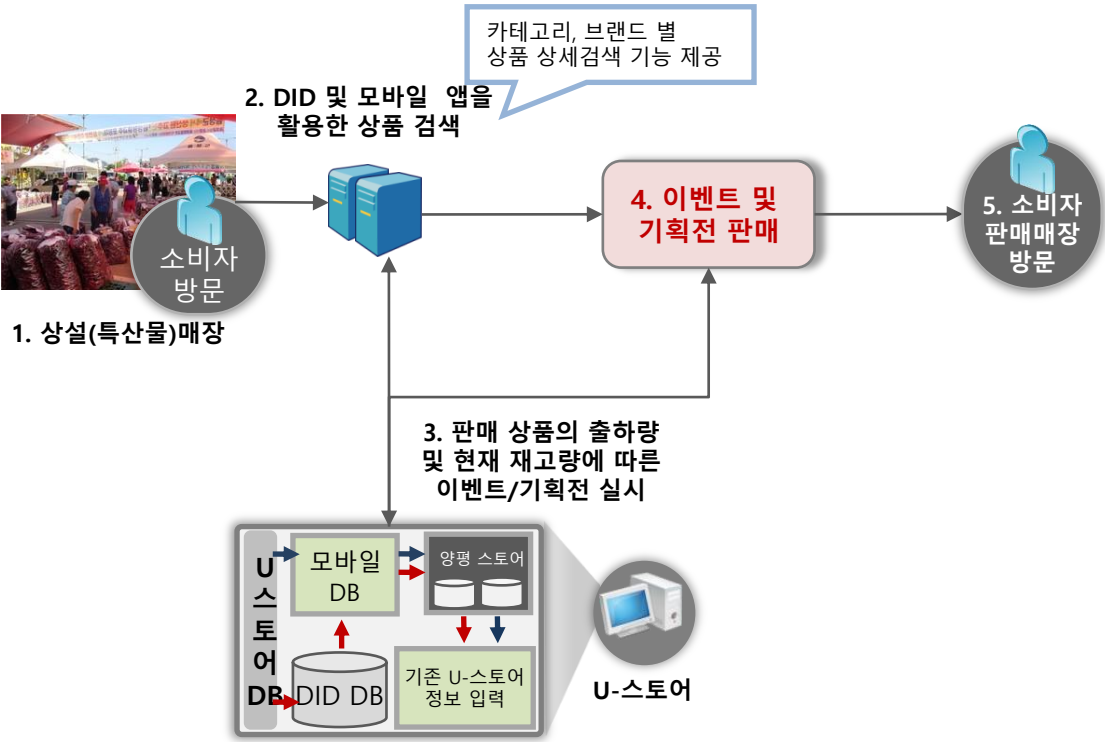 카테고리, 브랜드 별
상품 상세검색 기능 제공
2. DID 및 모바일 앱을
활용한 상품 검색
소비자
방문
1. 상설(특산물)매장
4. 이벤트 및
기획전 판매
5. 소비자
판매매장
방문
3. 판매 상품의 출하량
및 현재 재고량에 따른
이벤트/기획전 실시
U
스
토
어
DB
모바일
DB
양평 스토어
DID DB
기존 U-스토어
정보 입력
U-스토어